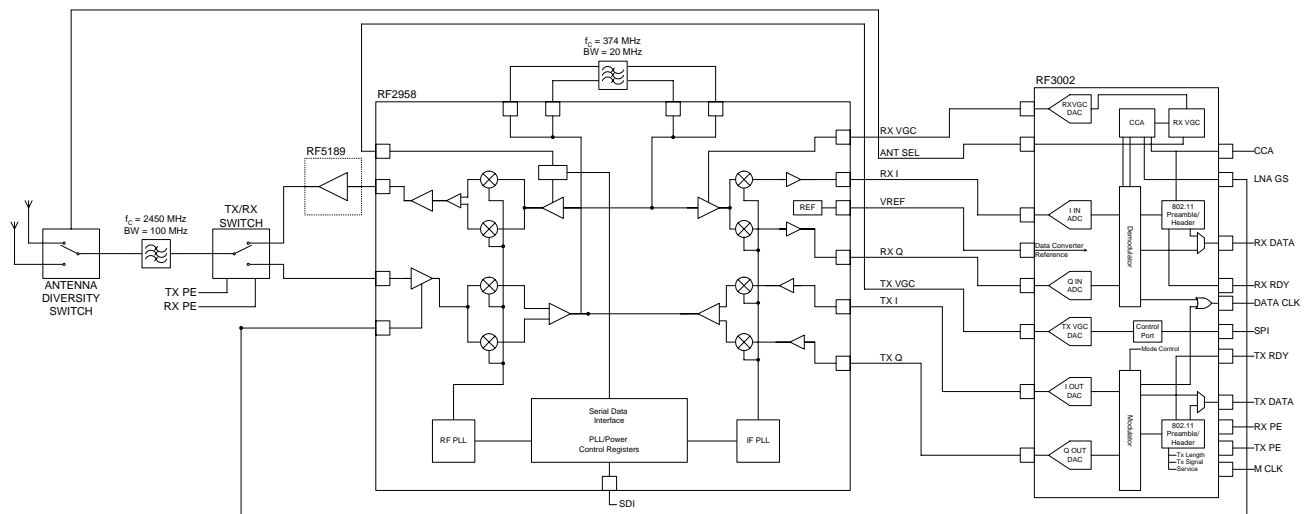 fC = 374 MHz
BW = 20 MHz
RF2958
RF3002
RF5189
TX/RX
SWITCH
fC = 2450 MHz
BW = 100 MHz
ANTENNA
DIVERSITY
SWITCH
TX PE
RX PE
RF PLL
Serial Data
Interface
PLL/Power
Control Registers
IF PLL
SDI
REF
RX VGC
ANT SEL
RX I
VREF
RX Q
TX VGC
TX I
TX Q
RXVGC
DAC
CCA
RX VGC
I IN
ADC
Data Converter
Reference
Q IN
ADC
Demodulator
802.11
Preamble/
Header
TX VGC
DAC
Control
Port
Mode Control
I OUT
DAC
Q OUT
DAC
Modulator
802.11
Preamble/
Header
Tx Length
Tx Signal
Service
CCA
LNA GS
RX DATA
RX RDY
DATA CLK
SPI
TX RDY
TX DATA
RX PE
TX PE
M CLK